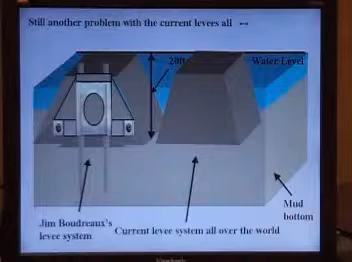 Still another problem with the current levees all
20ft
Water Level
Mud
bottom
Jim Boudreaux's
levee system
Current levee system all over the world